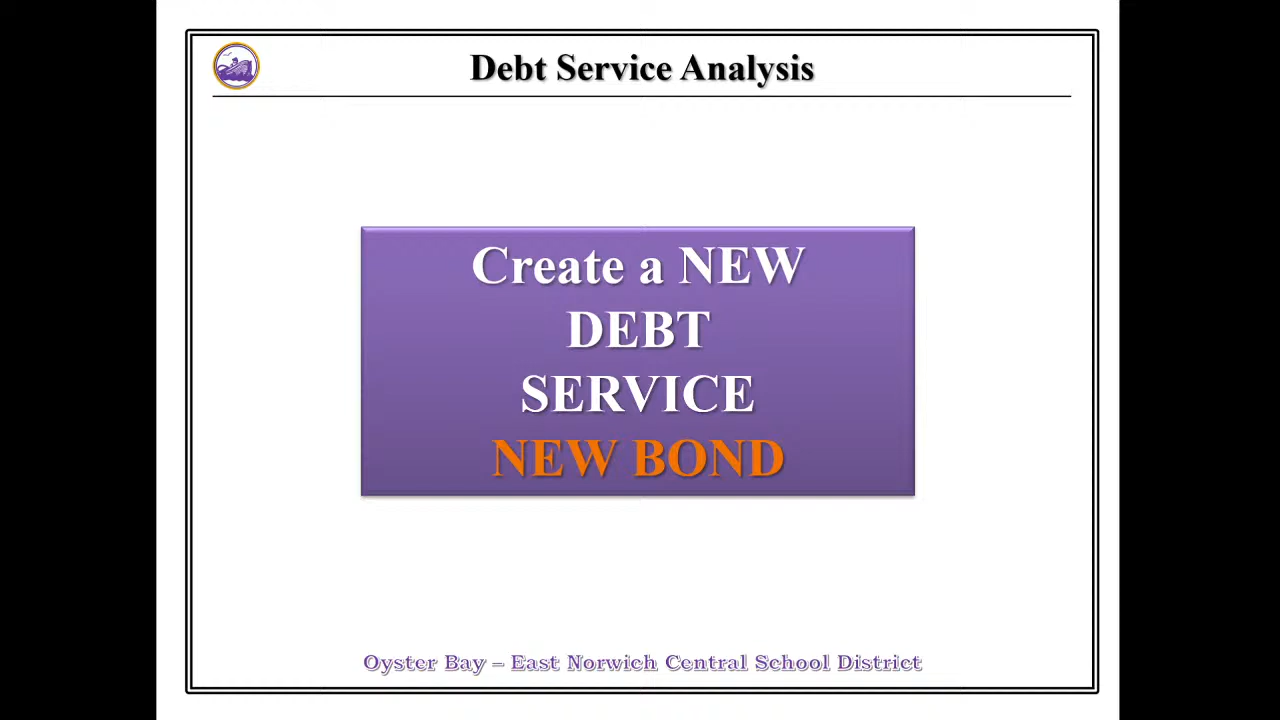 Debt Service Analysis
Create a NEW
DEBT
SERVICE
NEW BOND
Oyster Bay – East Norwich Central School District